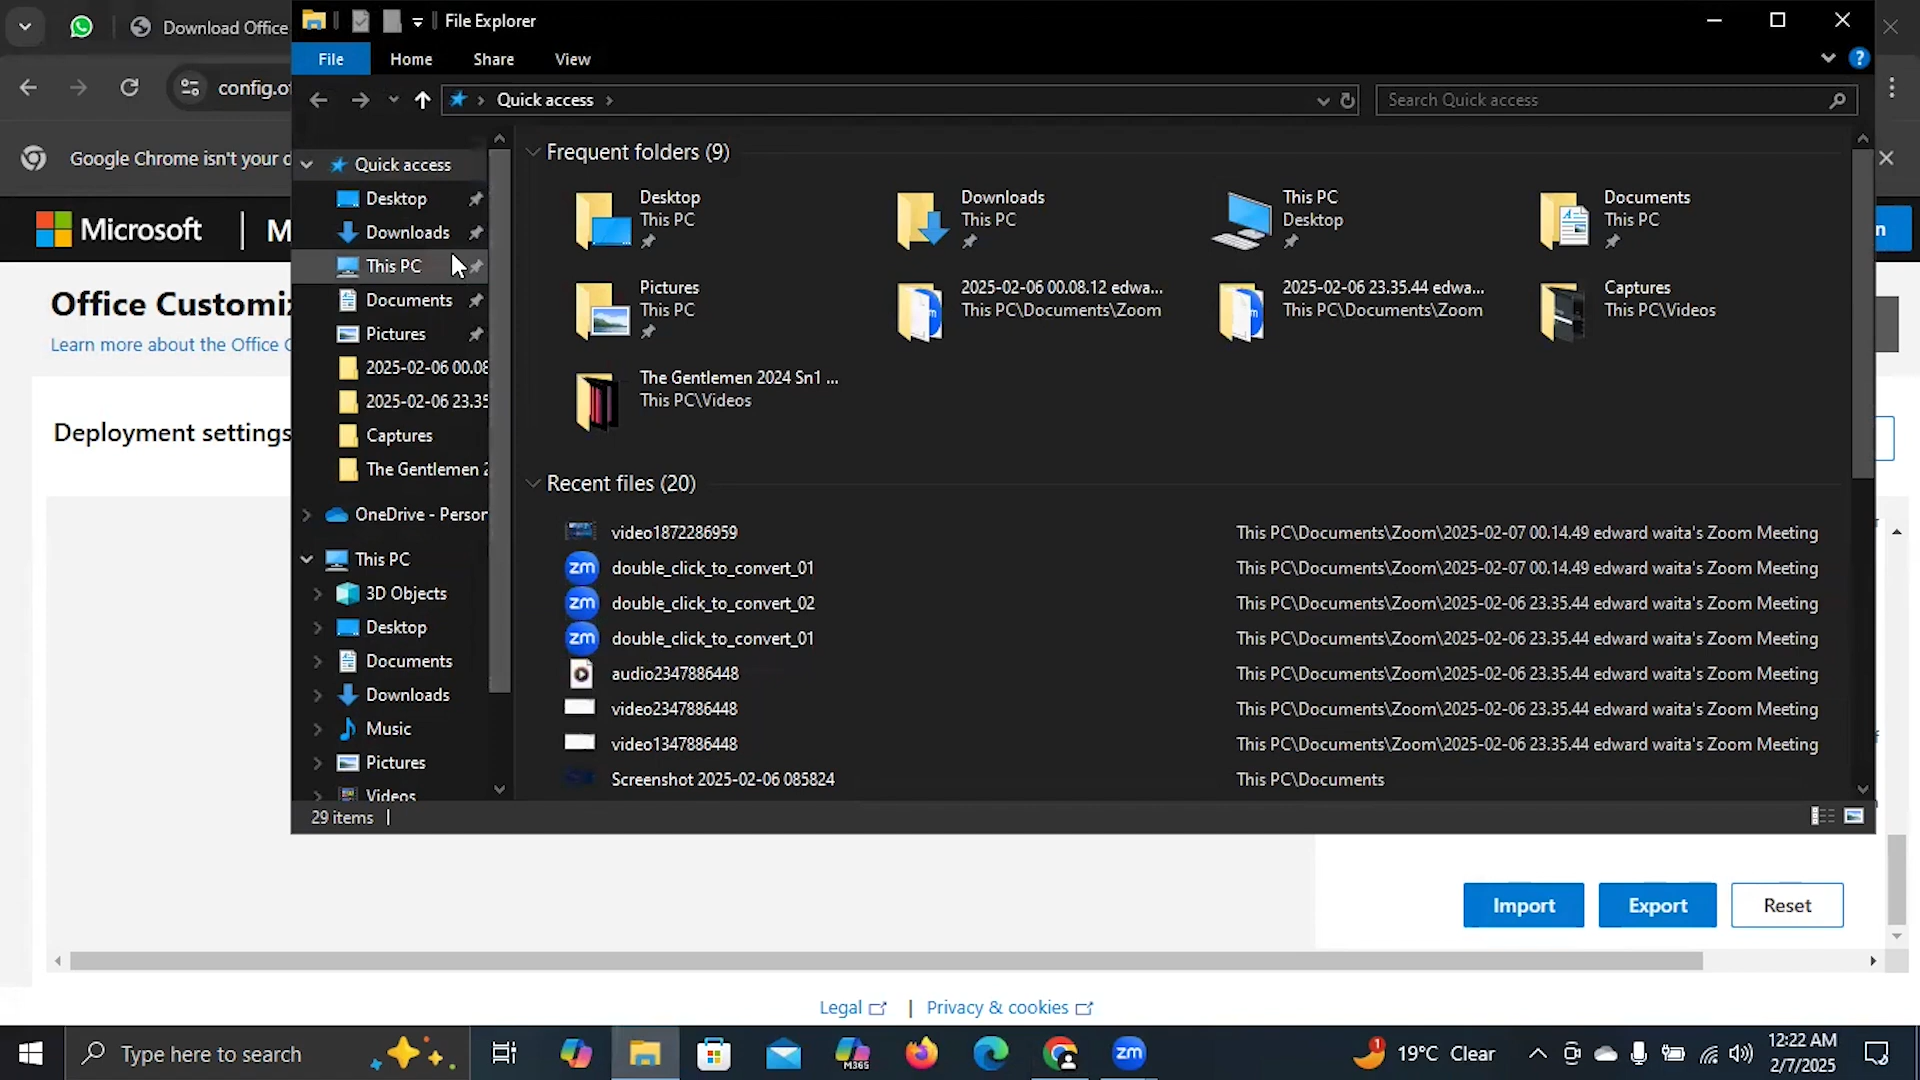 Download Office
File Explorer
File
Home
Share
View
config.of
Quick access
Search Quick access
Google Chrome isn't your d
Microsoft
M
n
Office Customiz
Learn more about the Office C
Deployment settings
Quick access
Desktop
Downloads
This PC
Documents
Pictures
2025-02-06 00.08
2025-02-06 23.35
Captures
The Gentlemen 2
OneDrive - Person
This PC
3D Objects
Desktop
Documents
Downloads
Music
Pictures
Videos
Frequent folders (9)
Desktop
This PC
Downloads
This PC
This PC
Desktop
Documents
This PC
Pictures
This PC
2025-02-06 00.08.12 edwa...
This PC\Documents\Zoom
2025-02-06 23.35.44 edwa...
This PC\Documents\Zoom
Captures
This PC\Videos
The Gentlemen 2024 Sn1 ...
This PC\Videos
Recent files (20)
video1872286959 This PC\Documents\Zoom\2025-02-07 00.14.49 edward waita's Zoom Meeting
zm double_click_to_convert_01 This PC\Documents\Zoom\2025-02-07 00.14.49 edward waita's Zoom Meeting
zm double_click_to_convert_02 This PC\Documents\Zoom\2025-02-06 23.35.44 edward waita's Zoom Meeting
zm double_click_to_convert_01 This PC\Documents\Zoom\2025-02-06 23.35.44 edward waita's Zoom Meeting
audio2347886448 This PC\Documents\Zoom\2025-02-06 23.35.44 edward waita's Zoom Meeting
video2347886448 This PC\Documents\Zoom\2025-02-06 23.35.44 edward waita's Zoom Meeting
video1347886448 This PC\Documents\Zoom\2025-02-06 23.35.44 edward waita's Zoom Meeting
Screenshot 2025-02-06 085824 This PC\Documents
29 items
Import
Export
Reset
Legal | Privacy & cookies
Type here to search
M365
zm
1
19°C Clear
12:22 AM
2/7/2025